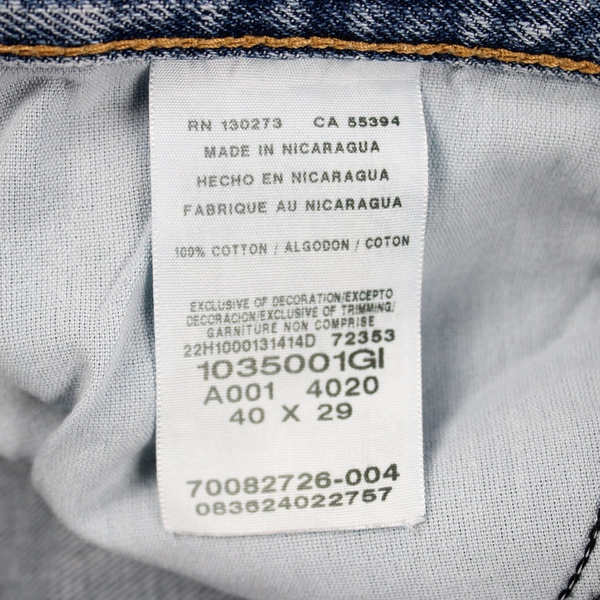 RN 130273 CA 55394
MADE IN NICARAGUA
HECHO EN NICARAGUA
FABRIQUE AU NICARAGUA
100% COTTON / ALGODON / COTON
EXCLUSIVE OF DECORATION/EXCEPTO
DECORACION/EXCLUSIVE OF TRIMMING/
GARNITURE NON COMPRISE
22H1000131414D 72353
1035001GI
A001 4020
40 X 29
70082726-004
083624022757